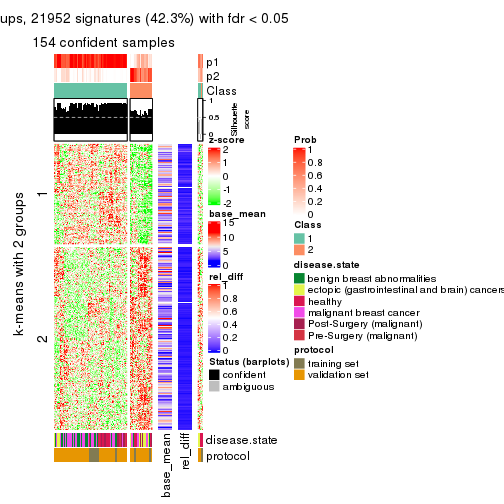 ups, 21952 signatures (42.3%) with fdr < 0.05
154 confident samples
p1
p2
Class
1
0.5
0
Silhouette
score
k-means with 2 groups
1
2
z-score
2
1
0
-1
-2
base_mean
15
10
5
0
rel_diff
1
0.8
0.6
0.4
0.2
0
Status (barplots)
confident
ambiguous
Prob
1
0.8
0.6
0.4
0.2
0
Class
1
2
disease.state
benign breast abnormalities
ectopic (gastrointestinal and brain) cancers
healthy
malignant breast cancer
Post-Surgery (malignant)
Pre-Surgery (malignant)
protocol
training set
validation set
disease.state
protocol
base_mean
rel_diff